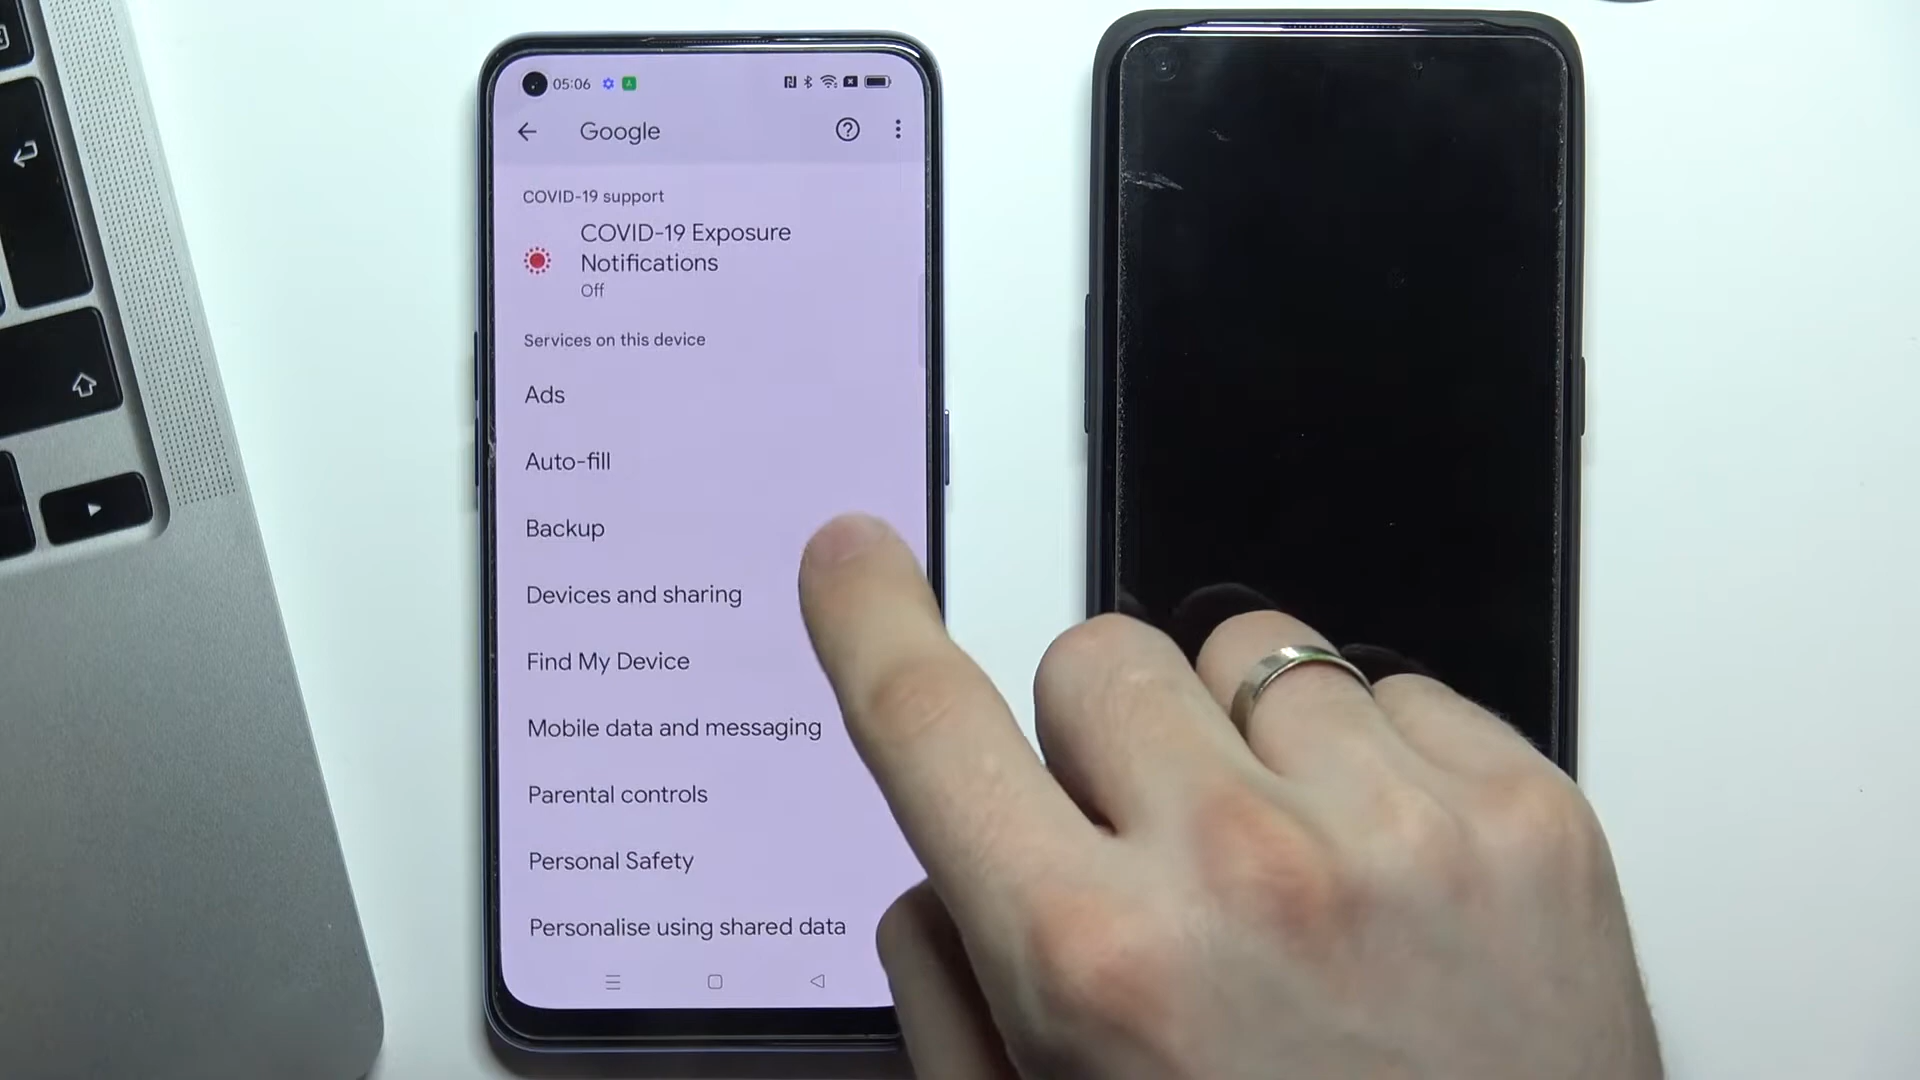 05:06
Google
COVID-19 support
COVID-19 Exposure
Notifications
Off
Services on this device
Ads
Auto-fill
Backup
Devices and sharing
Find My Device
Mobile data and messaging
Parental controls
Personal Safety
Personalise using shared data